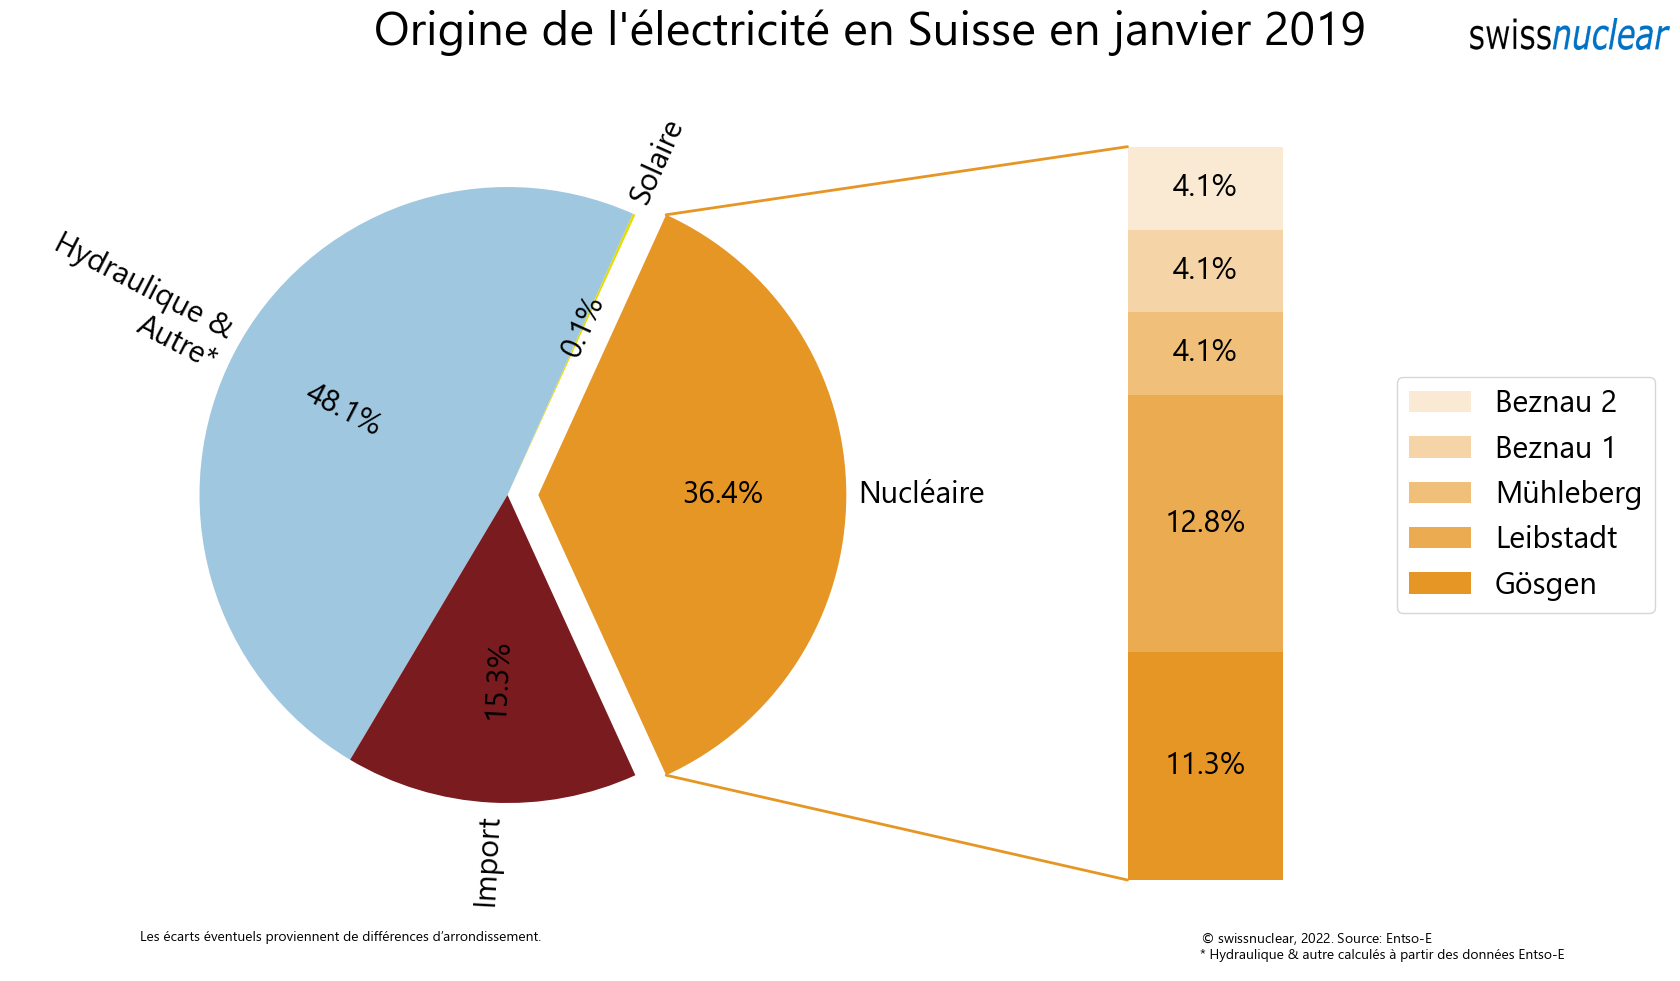 Origine de l'électricité en Suisse en janvier 2019
swissnuclear
Solaire
Hydraulique &
Autre*
0.1%
48.1%
36.4%
Nucléaire
15.3%
Import
4.1%
4.1%
4.1%
12.8%
11.3%
Beznau 2
Beznau 1
Mühleberg
Leibstadt
Gösgen
Les écarts éventuels proviennent de différences d’arrondissement.
© swissnuclear, 2022. Source: Entso-E
* Hydraulique & autre calculés à partir des données Entso-E